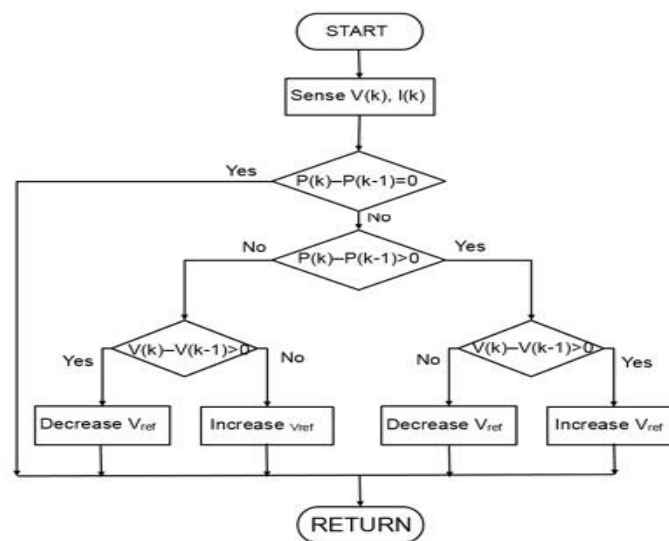 START
Sense V(k), I(k)
Yes
P(k)–P(k-1)=0
No
No
P(k)–P(k-1)>0
Yes
Yes
V(k)–V(k-1)>0
No
No
V(k)–V(k-1)>0
Yes
Decrease Vref
Increase Vref
Decrease Vref
Increase Vref
RETURN